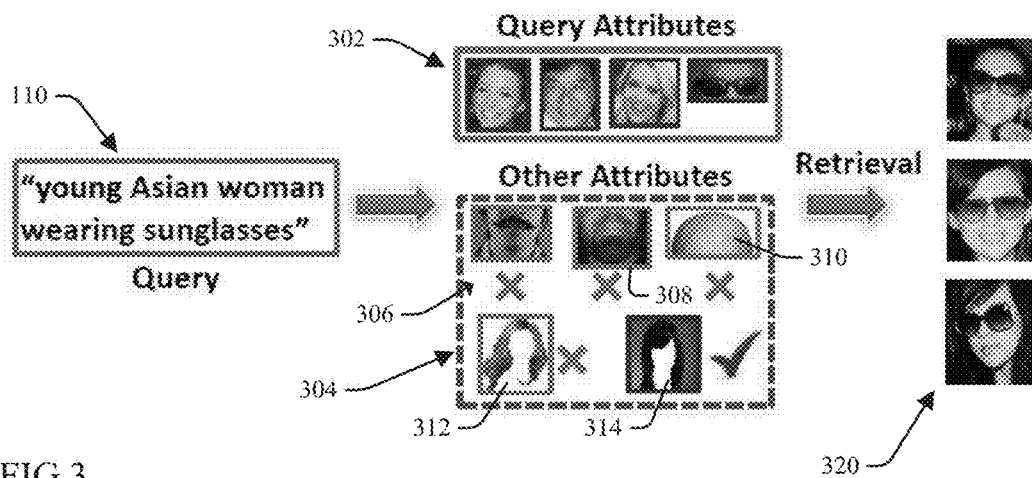 Query Attributes
302
110
"young Asian woman
wearing sunglasses"
Query
Other Attributes
Retrieval
310
308
306
304
312
314
320
FIG 3